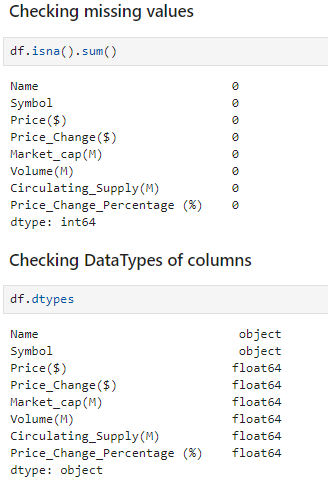 Checking missing values
df.isna().sum()
Name 0
Symbol 0
Price($) 0
Price_Change($) 0
Market_cap(M) 0
Volume(M) 0
Circulating_Supply(M) 0
Price_Change_Percentage (%) 0
dtype: int64
Checking DataTypes of columns
df.dtypes
Name object
Symbol object
Price($) float64
Price_Change($) float64
Market_cap(M) float64
Volume(M) float64
Circulating_Supply(M) float64
Price_Change_Percentage (%) float64
dtype: object